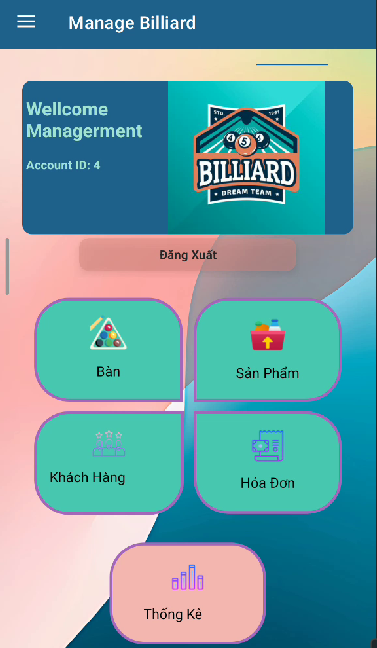 Manage Billiard
Wellcome
Managerment
Account ID: 4
BILLIARD
DREAM TEAM
Đăng Xuất
Bàn
Sản Phẩm
Khách Hàng
Hóa Đơn
Thống Kê